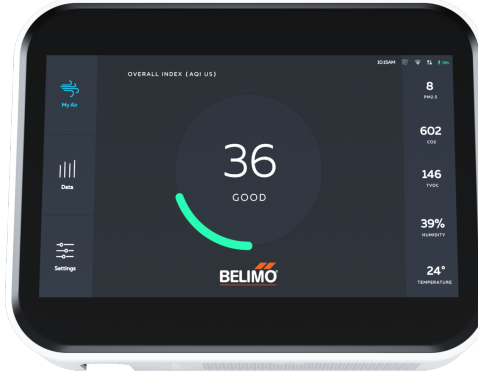 10:15AM
OVERALL INDEX (AQI US)
My Air
Data
Settings
36
GOOD
BELIMO
8
PM2.5
602
CO2
146
TVOC
39%
HUMIDITY
24°
TEMPERATURE